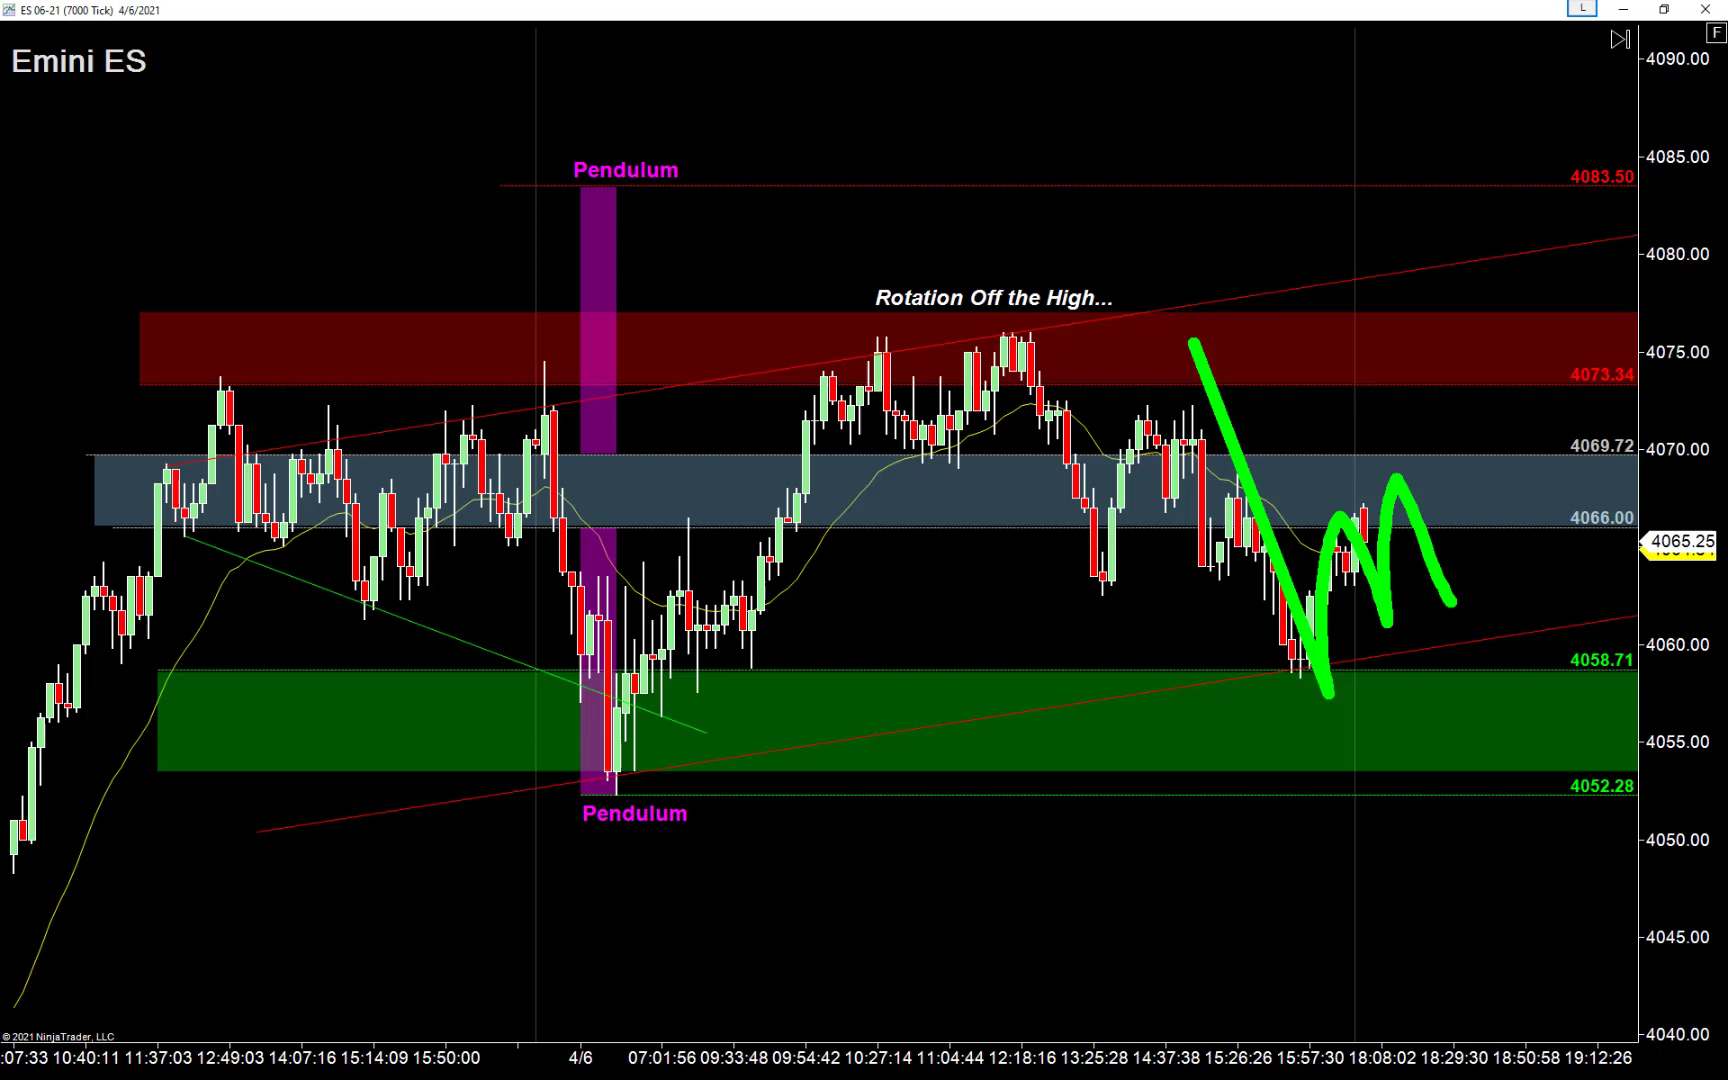 ES 06-21 (7000 Tick) 4/6/2021
L
F
Emini ES
4090.00
4085.00
Pendulum
4083.50
4080.00
Rotation Off the High...
4075.00
4073.34
4069.72
4070.00
4066.00
4065.25
4060.00
4058.71
4055.00
4052.28
Pendulum
4050.00
4045.00
4040.00
© 2021 NinjaTrader, LLC
:07:33 10:40:11 11:37:03 12:49:03 14:07:16 15:14:09 15:50:00 4/6 07:01:56 09:33:48 09:54:42 10:27:14 11:04:44 12:18:16 13:25:28 14:37:38 15:26:26 15:57:30 18:08:02 18:29:30 18:50:58 19:12:26